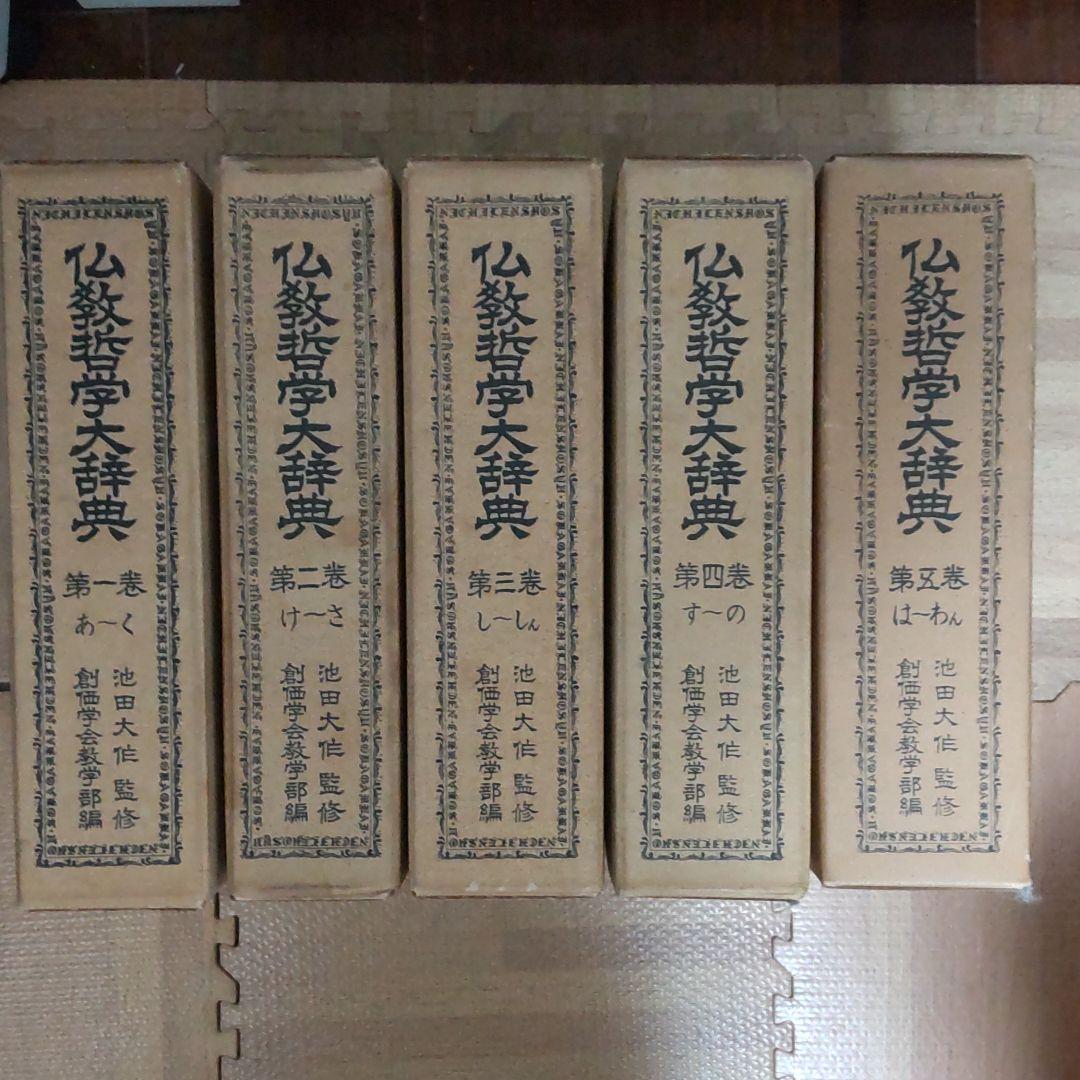 仏教哲学大辞典
第一巻
あ〜く
池田大作監修
創価学会教学部編
仏教哲学大辞典
第二巻
け〜さ
池田大作監修
創価学会教学部編
仏教哲学大辞典
第三巻
し〜しん
池田大作監修
創価学会教学部編
仏教哲学大辞典
第四巻
す〜の
池田大作監修
創価学会教学部編
仏教哲学大辞典
第五巻
は〜わん
池田大作監修
創価学会教学部編